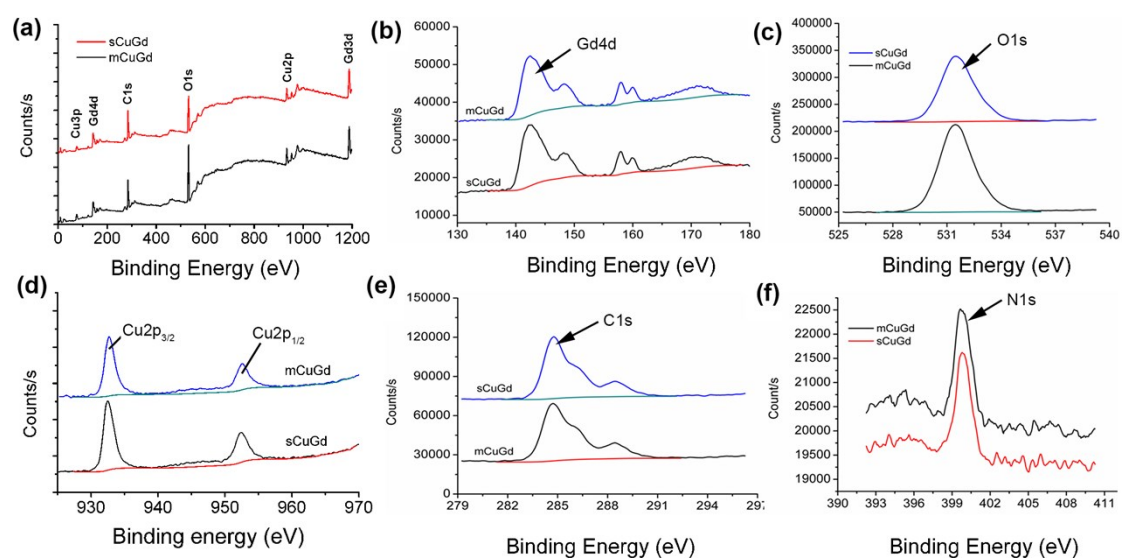 (a)
sCuGd
mCuGd
Cu3p
Gd4d
C1s
O1s
Cu2p
Gd3d
Counts/s
0 200 400 600 800 1000 1200
Binding Energy (eV)
(b)
Gd4d
mCuGd
sCuGd
Counts/s
60000
50000
40000
30000
20000
10000
130 140 150 160 170 180
Binding Energy (eV)
(c)
sCuGd
mCuGd
O1s
Counts/s
400000
350000
300000
250000
200000
150000
100000
50000
525 528 531 534 537 540
Binding Energy (eV)
(d)
Cu2p3/2
Cu2p1/2
mCuGd
sCuGd
Counts/s
930 940 950 960 970
Binding energy (eV)
(e)
C1s
sCuGd
mCuGd
Counts/s
150000
120000
90000
60000
30000
0
279 282 285 288 291 294 297
Binding Energy (eV)
(f)
mCuGd
sCuGd
N1s
Counts/s
22500
22000
21500
21000
20500
20000
19500
19000
390 393 396 399 402 405 408 411
Binding Energy (eV)